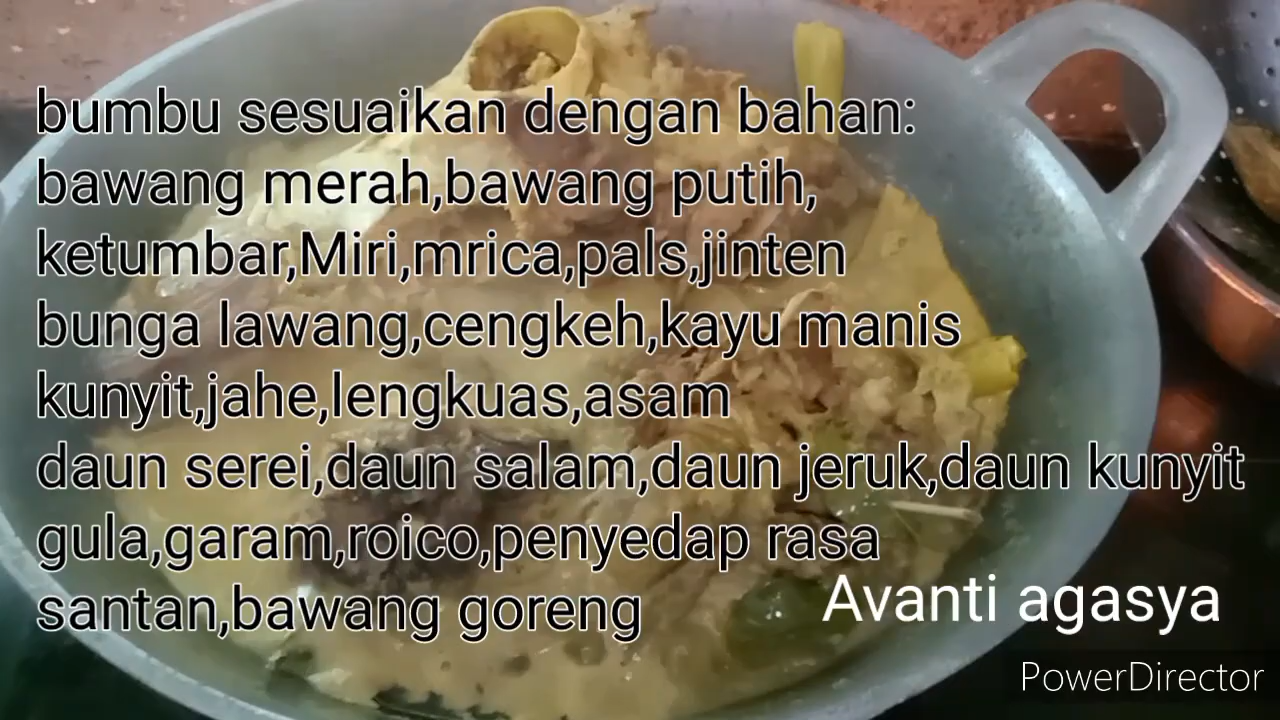 bumbu sesuaikan dengan bahan:
bawang merah,bawang putih,
ketumbar,Miri,mrica,pals,jinten
bunga lawang,cengkeh,kayu manis
kunyit,jahe,lengkuas,asam
daun serei,daun salam,daun jeruk,daun kunyit
gula,garam,roico,penyedap rasa
santan,bawang goreng
Avanti agasya
PowerDirector